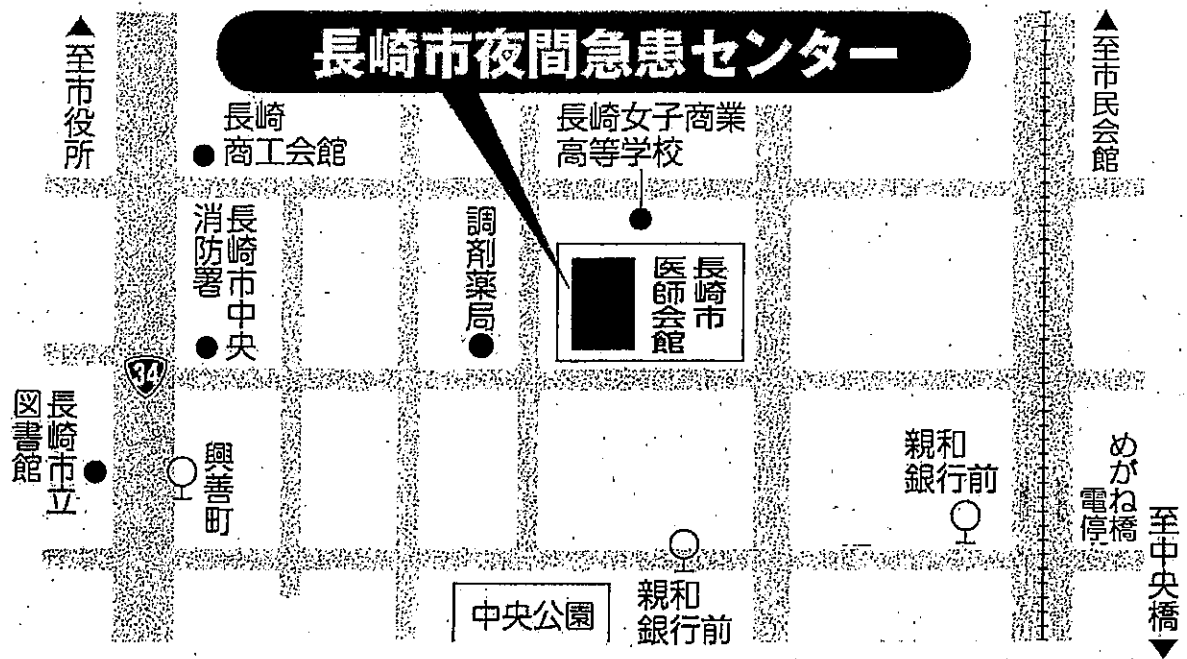 長崎市夜間急患センター
▲至市役所
▲至市民会館
長崎
商工会館
長崎女子商業
高等学校
長崎市中央
消防署
調剤薬局
長崎市
医師会館
34
長崎市立
図書館
興善町
親和
銀行前
めがね橋
電停
至中央橋▼
中央公園
親和
銀行前